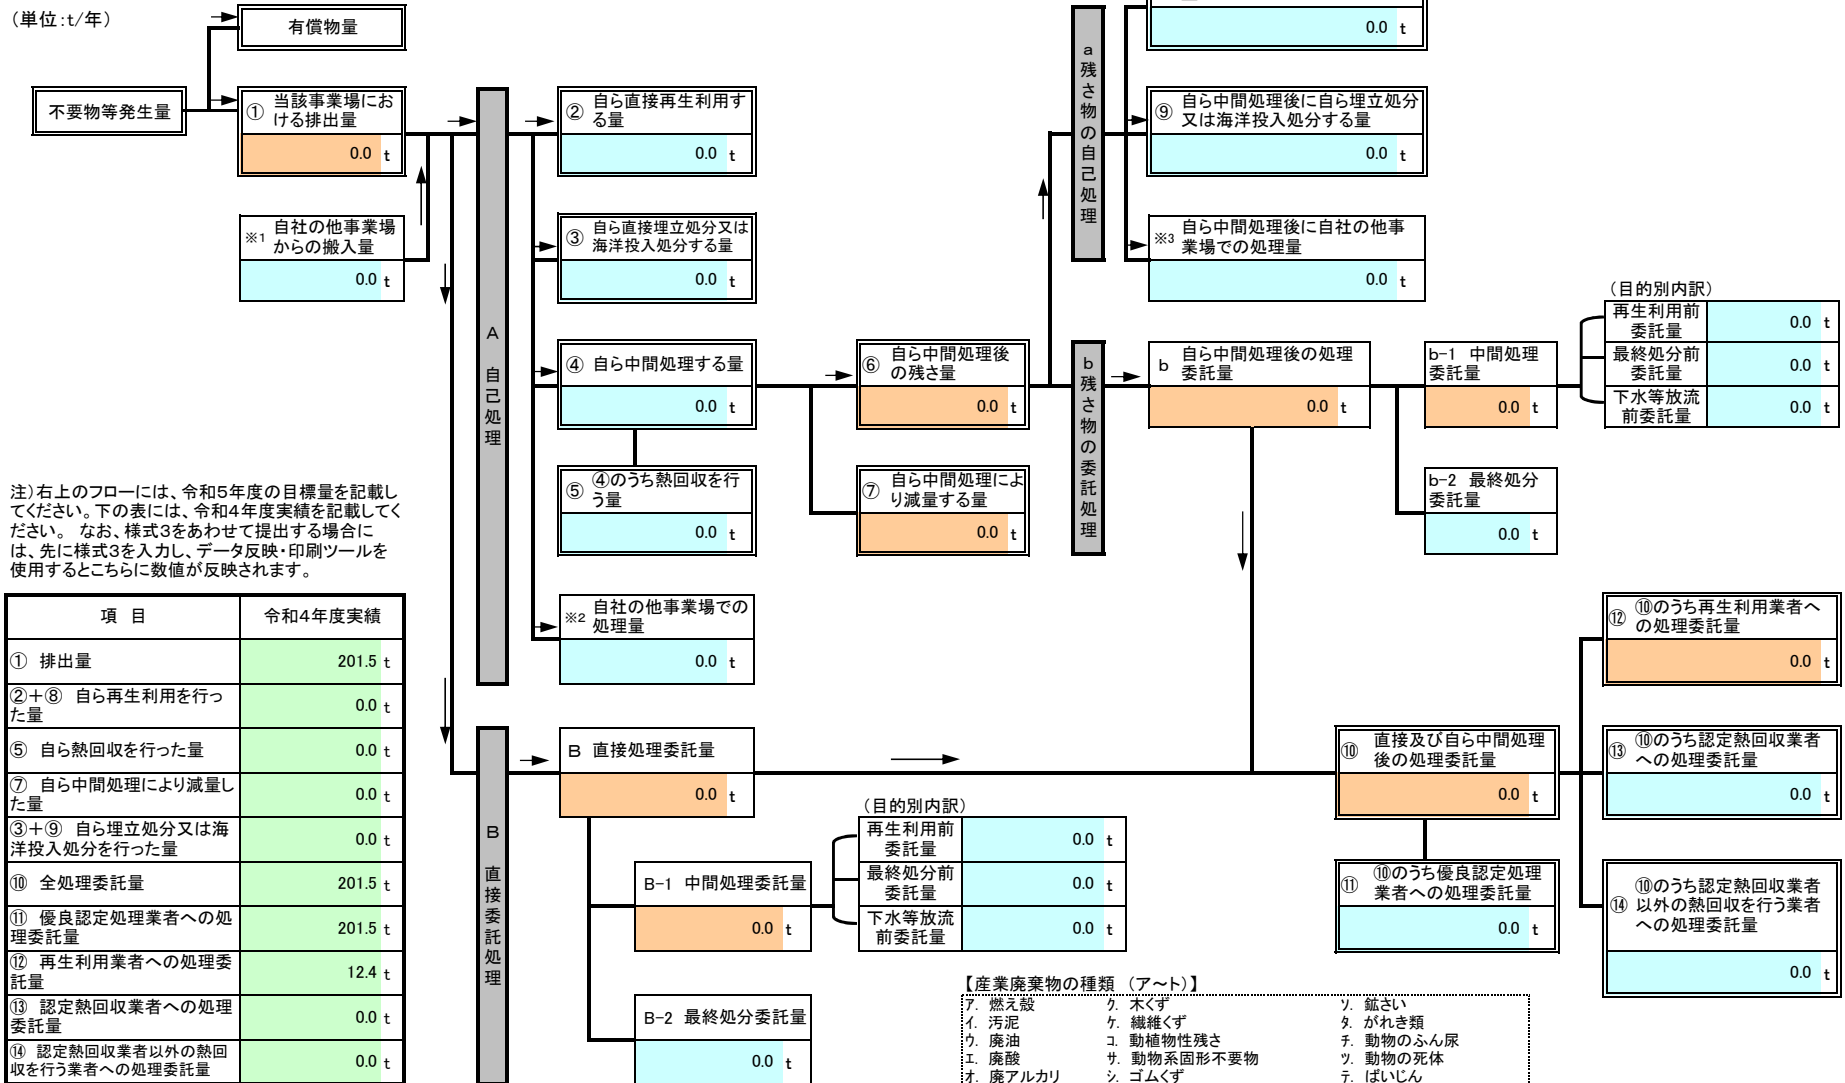 （単位：t/年）
有償物量
不要物等発生量
① 当該事業場にお
ける排出量
0.0 t
※1 自社の他事業場
からの搬入量
0.0 t
A 自己処理
② 自ら直接再生利用す
る量
0.0 t
③ 自ら直接埋立処分又は
海洋投入処分する量
0.0 t
④ 自ら中間処理する量
0.0 t
⑤ ④のうち熱回収を行
う量
0.0 t
※2 自社の他事業場での
処理量
0.0 t
⑥ 自ら中間処理後
の残さ量
0.0 t
⑦ 自ら中間処理によ
り減量する量
0.0 t
a 残さ物の自己処理
0.0 t
⑨ 自ら中間処理後に自ら埋立処分
又は海洋投入処分する量
0.0 t
※3 自ら中間処理後に自社の他事
業場での処理量
0.0 t
b 残さ物の委託処理
b 自ら中間処理後の処理
委託量
0.0 t
b-1 中間処理
委託量
0.0 t
b-2 最終処分
委託量
0.0 t
（目的別内訳）
再生利用前
委託量
0.0 t
最終処分前
委託量
0.0 t
下水等放流
前委託量
0.0 t
注）右上のフローには、令和５年度の目標量を記載し
てください。下の表には、令和４年度実績を記載してく
ださい。 なお、様式３をあわせて提出する場合に
は、先に様式３を入力し、データ反映・印刷ツールを
使用するとこちらに数値が反映されます。
項 目 令和４年度実績
① 排出量 201.5 t
②＋⑧ 自ら再生利用を行っ
た量 0.0 t
⑤ 自ら熱回収を行った量 0.0 t
⑦ 自ら中間処理により減量し
た量 0.0 t
③＋⑨ 自ら埋立処分又は海
洋投入処分を行った量 0.0 t
⑩ 全処理委託量 201.5 t
⑪ 優良認定処理業者への処
理委託量 201.5 t
⑫ 再生利用業者への処理委
託量 12.4 t
⑬ 認定熱回収業者への処理
委託量 0.0 t
⑭ 認定熱回収業者以外の熱回
収を行う業者への処理委託量 0.0 t
B 直接委託処理
B 直接処理委託量
0.0 t
B-1 中間処理委託量
0.0 t
B-2 最終処分委託量
0.0 t
（目的別内訳）
再生利用前
委託量
0.0 t
最終処分前
委託量
0.0 t
下水等放流
前委託量
0.0 t
⑩ 直接及び自ら中間処理
後の処理委託量
0.0 t
⑪ ⑩のうち優良認定処理
業者への処理委託量
0.0 t
⑫ ⑩のうち再生利用業者へ
の処理委託量
0.0 t
⑬ ⑩のうち認定熱回収業者
への処理委託量
0.0 t
⑭ ⑩のうち認定熱回収業者
以外の熱回収を行う業者
への処理委託量
0.0 t
【産業廃棄物の種類 （ア～ト）】
ア. 燃え殻 ク. 木くず ソ. 鉱さい
イ. 汚泥 ケ. 繊維くず タ. がれき類
ウ. 廃油 コ. 動植物性残さ チ. 動物のふん尿
エ. 廃酸 サ. 動物系固形不要物 ツ. 動物の死体
オ. 廃アルカリ シ. ゴムくず テ. ばいじん